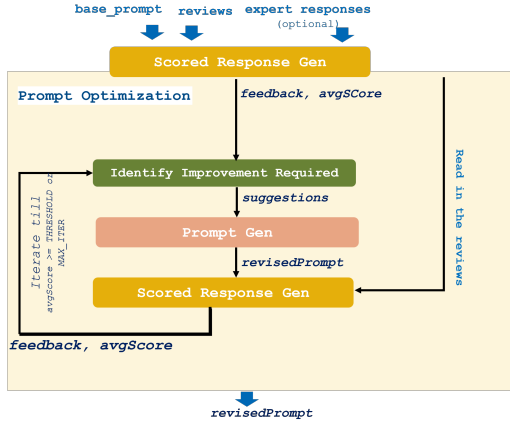 base_prompt reviews expert responses
(optional)
Scored Response Gen
Prompt Optimization
feedback, avgSCore
Read in the reviews
Identify Improvement Required
suggestions
Iterate till
avgScore >= THRESHOLD or
MAX_ITER
Prompt Gen
revisedPrompt
Scored Response Gen
feedback, avgScore
revisedPrompt